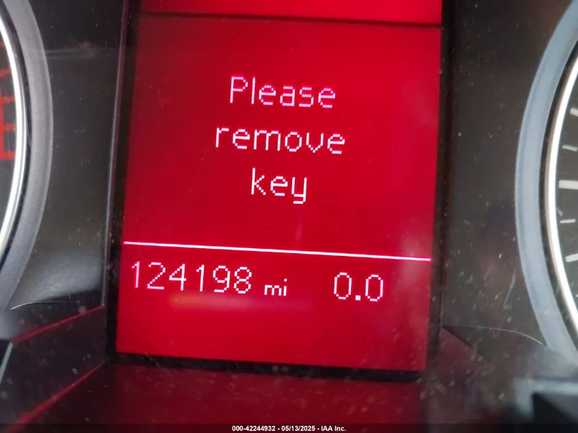 Please
remove
key
124198 mi 0.0
000-42244932 - 05/13/2025 - IAA Inc.